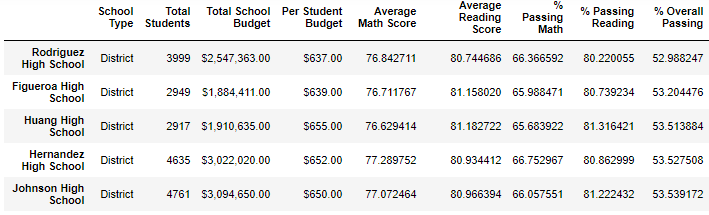 School Type Total Students Total School Budget Per Student Budget Average Math Score Average Reading Score % Passing Math % Passing Reading % Overall Passing
Rodriguez High School District 3999 $2,547,363.00 $637.00 76.842711 80.744686 66.366592 80.220055 52.988247
Figueroa High School District 2949 $1,884,411.00 $639.00 76.711767 81.158020 65.988471 80.739234 53.204476
Huang High School District 2917 $1,910,635.00 $655.00 76.629414 81.182722 65.683922 81.316421 53.513884
Hernandez High School District 4635 $3,022,020.00 $652.00 77.289752 80.934412 66.752967 80.862999 53.527508
Johnson High School District 4761 $3,094,650.00 $650.00 77.072464 80.966394 66.057551 81.222432 53.539172